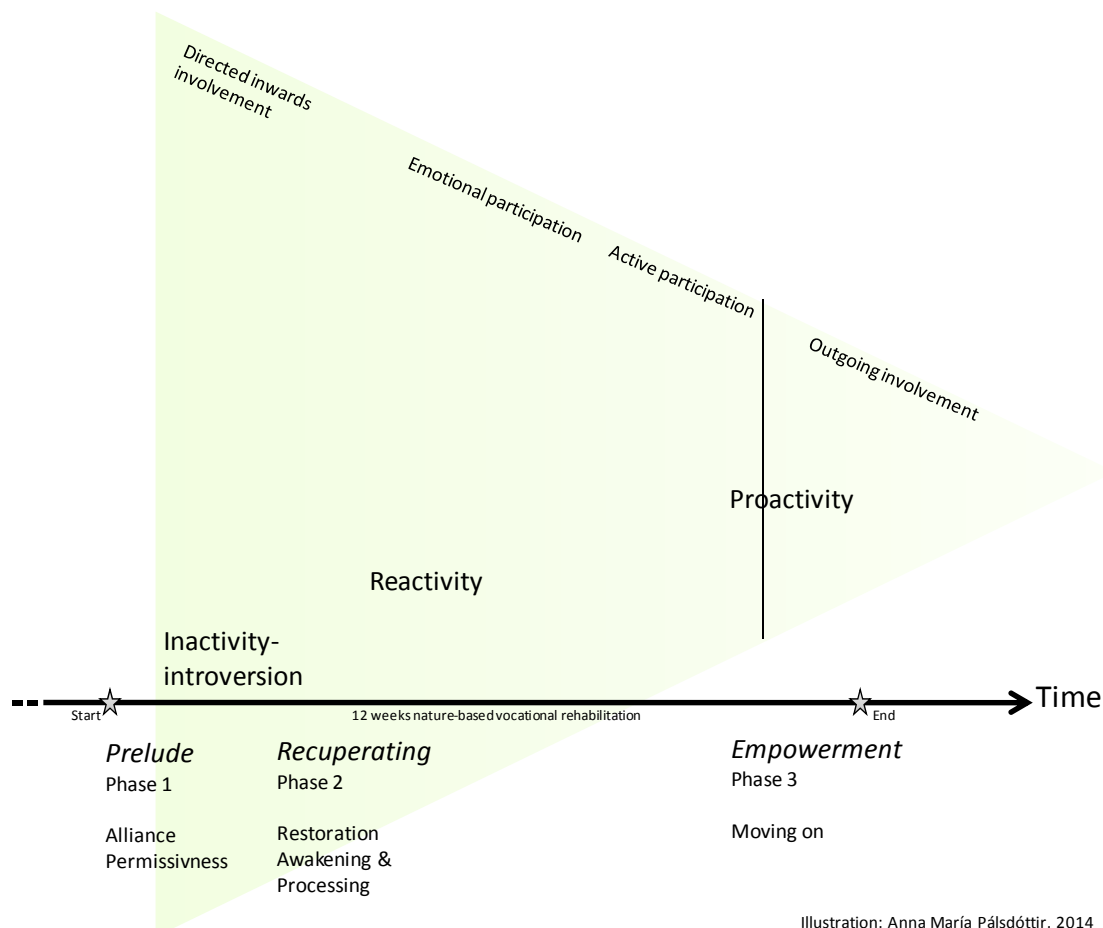 Directed inwards
involvement
Emotional participation
Active participation
Outgoing involvement
Proactivity
Reactivity
Inactivity-
introversion
Time
Start
12 weeks nature-based vocational rehabilitation
End
Prelude
Phase 1
Alliance
Permissivness
Recuperating
Phase 2
Restoration
Awakening &
Processing
Empowerment
Phase 3
Moving on
Illustration: Anna María Pálsdóttir, 2014